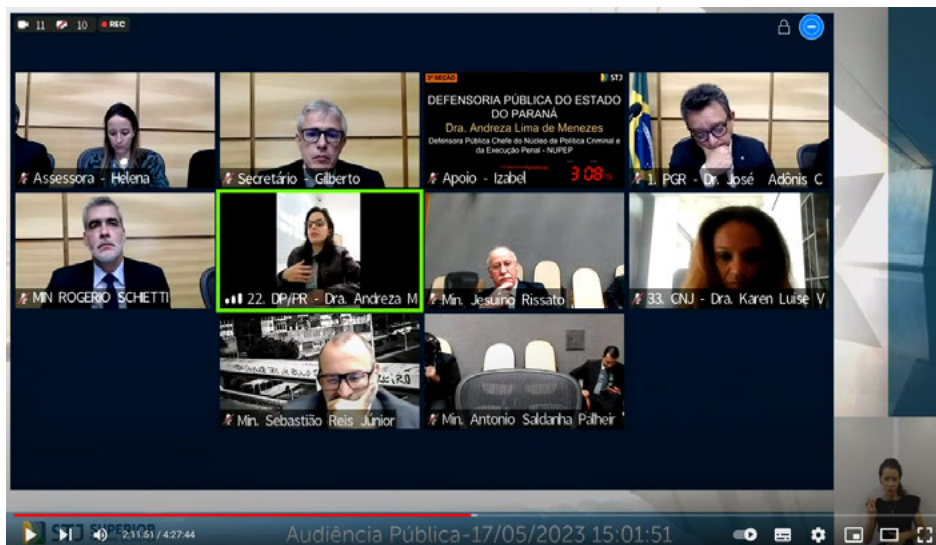 11 10 REC
3ª SEÇÃO STJ
DEFENSORIA PÚBLICA DO ESTADO
DO PARANÁ
Dra. Andreza Lima de Menezes
Defensora Pública Chefe do Núcleo de Política Criminal e
da Execução Penal - NUPEP
3:08
Assessora - Helena
Secretário - Gilberto
Apoio - Izabel
1. PGR - Dr. José Adônis C
MIN ROGERIO SCHETTI
22. DP/PR - Dra. Andreza M
Min. Jesuíno Rissato
33. CNJ - Dra. Karen Luise V
Min. Sebastião Reis Júnior
Min. Antonio Saldanha Palheir
STJ SUPERIOR
Audiência Pública-17/05/2023 15:01:51
2:11:51 / 4:27:44